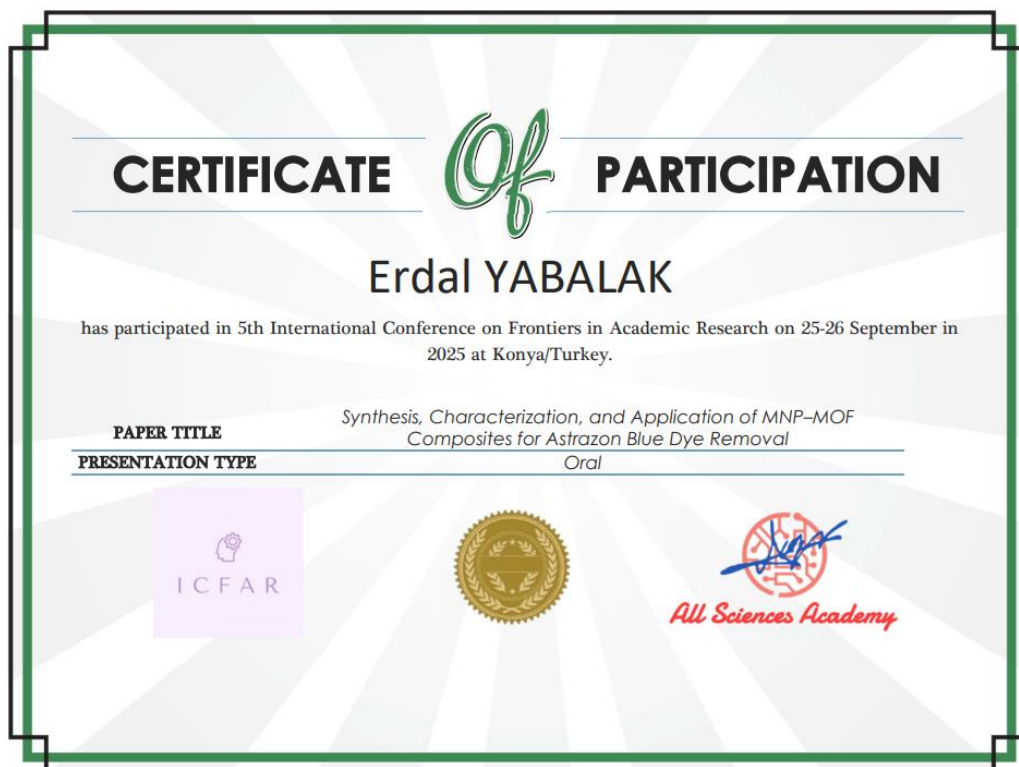 CERTIFICATE Of PARTICIPATION
Erdal YABALAK
has participated in 5th International Conference on Frontiers in Academic Research on 25-26 September in
2025 at Konya/Turkey.
PAPER TITLE
Synthesis, Characterization, and Application of MNP–MOF
Composites for Astrazon Blue Dye Removal
PRESENTATION TYPE
Oral
ICFAR
All Sciences Academy